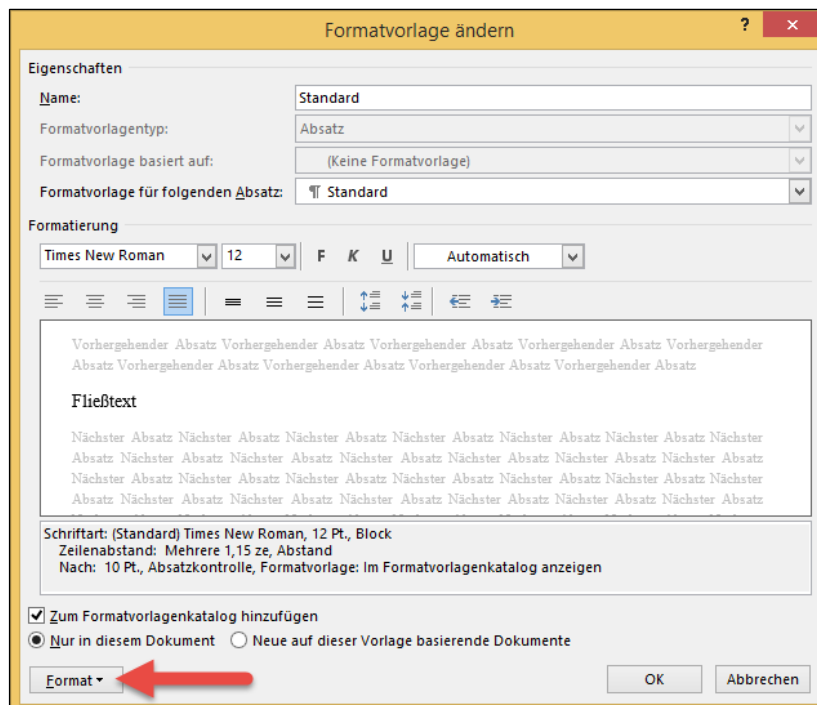 Formatvorlage ändern
? ×
Eigenschaften
Name: Standard
Formatvorlagentyp: Absatz
Formatvorlage basiert auf: (Keine Formatvorlage)
Formatvorlage für folgenden Absatz: ¶ Standard
Formatierung
Times New Roman 12 F K U Automatisch
Vorhergehender Absatz Vorhergehender Absatz Vorhergehender Absatz Vorhergehender Absatz Vorhergehender
Absatz Vorhergehender Absatz Vorhergehender Absatz Vorhergehender Absatz Vorhergehender Absatz
Fließtext
Nächster Absatz Nächster Absatz Nächster Absatz Nächster Absatz Nächster Absatz Nächster Absatz Nächster
Absatz Nächster Absatz Nächster Absatz Nächster Absatz Nächster Absatz Nächster Absatz Nächster Absatz
Nächster Absatz Nächster Absatz Nächster Absatz Nächster Absatz Nächster Absatz Nächster Absatz Nächster
Absatz Nächster Absatz Nächster Absatz Nächster Absatz Nächster Absatz Nächster Absatz Nächster Absatz
Schriftart: (Standard) Times New Roman, 12 Pt., Block
Zeilenabstand: Mehrere 1,15 ze, Abstand
Nach: 10 Pt., Absatzkontrolle, Formatvorlage: Im Formatvorlagenkatalog anzeigen
Zum Formatvorlagenkatalog hinzufügen
Nur in diesem Dokument Neue auf dieser Vorlage basierende Dokumente
Format OK Abbrechen